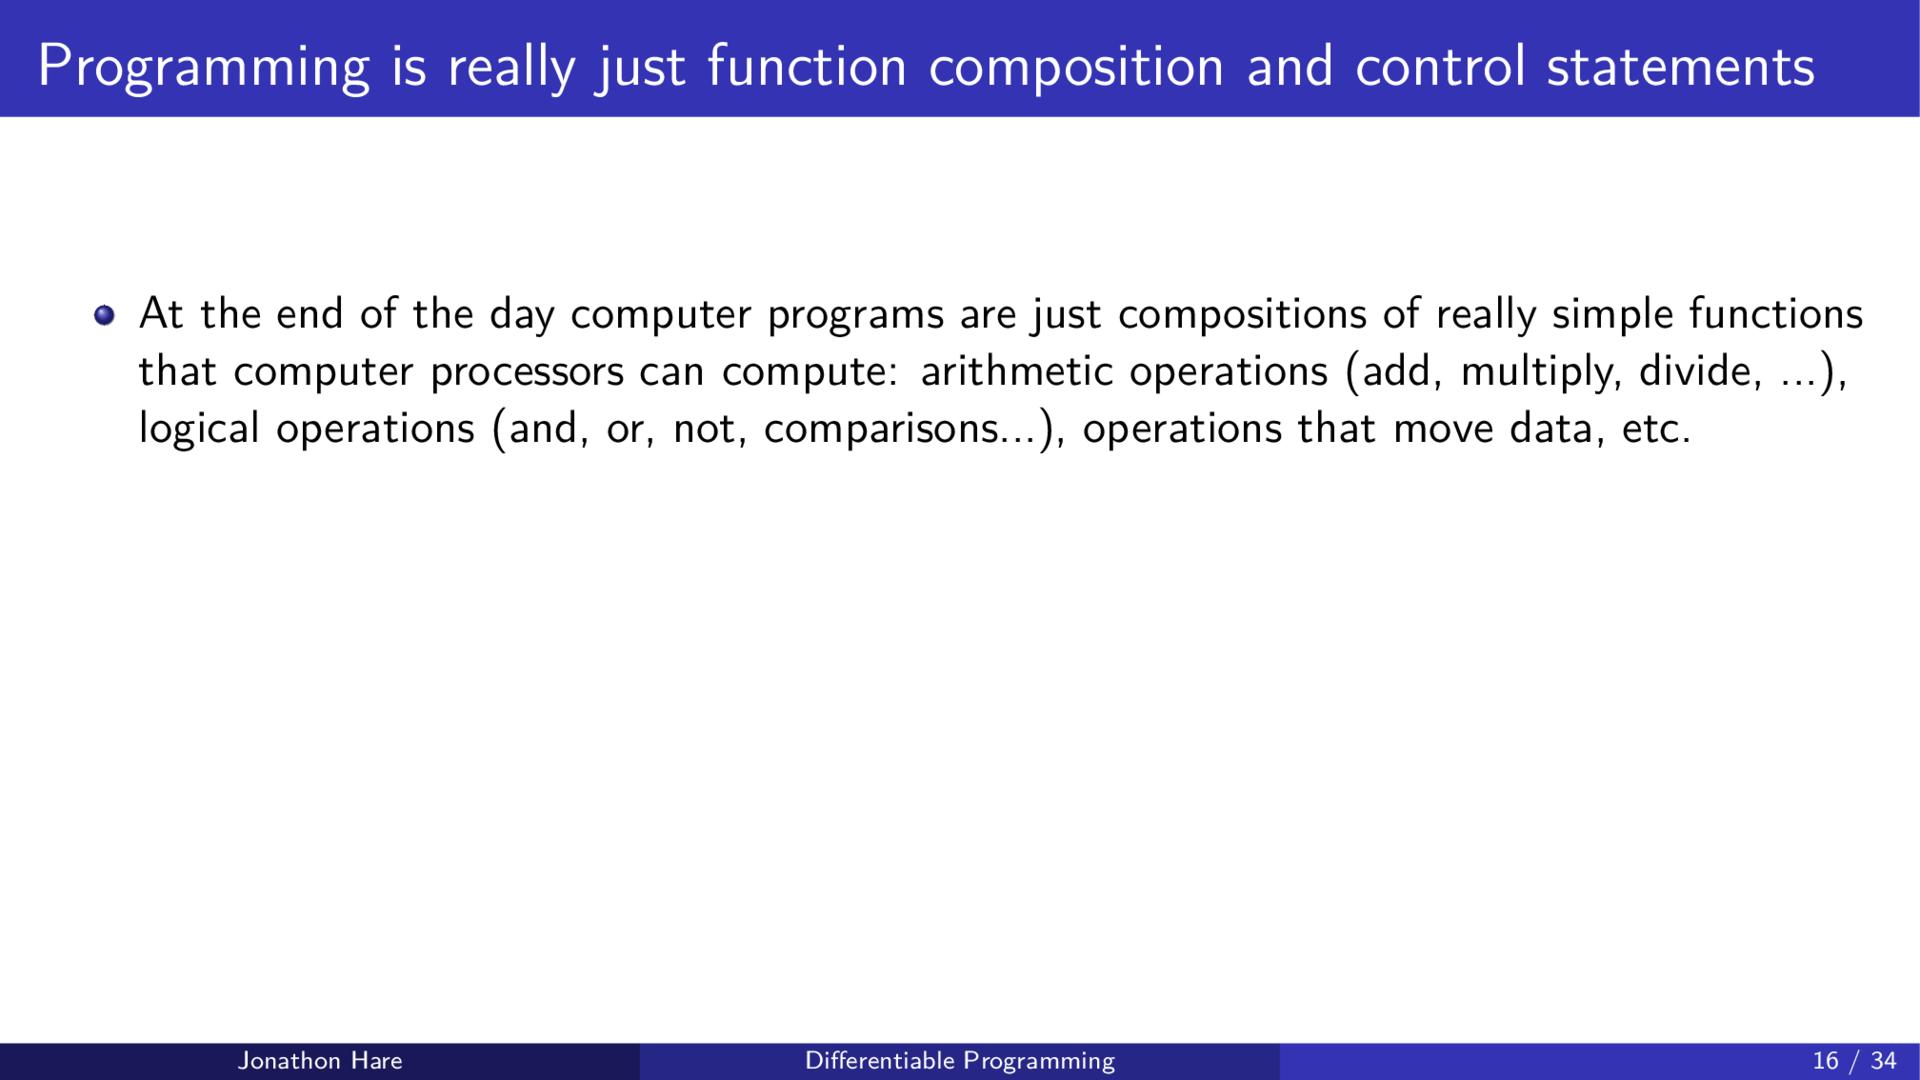 Programming is really just function composition and control statements
At the end of the day computer programs are just compositions of really simple functions
that computer processors can compute: arithmetic operations (add, multiply, divide, ...),
logical operations (and, or, not, comparisons...), operations that move data, etc.
Jonathon Hare
Differentiable Programming
16 / 34